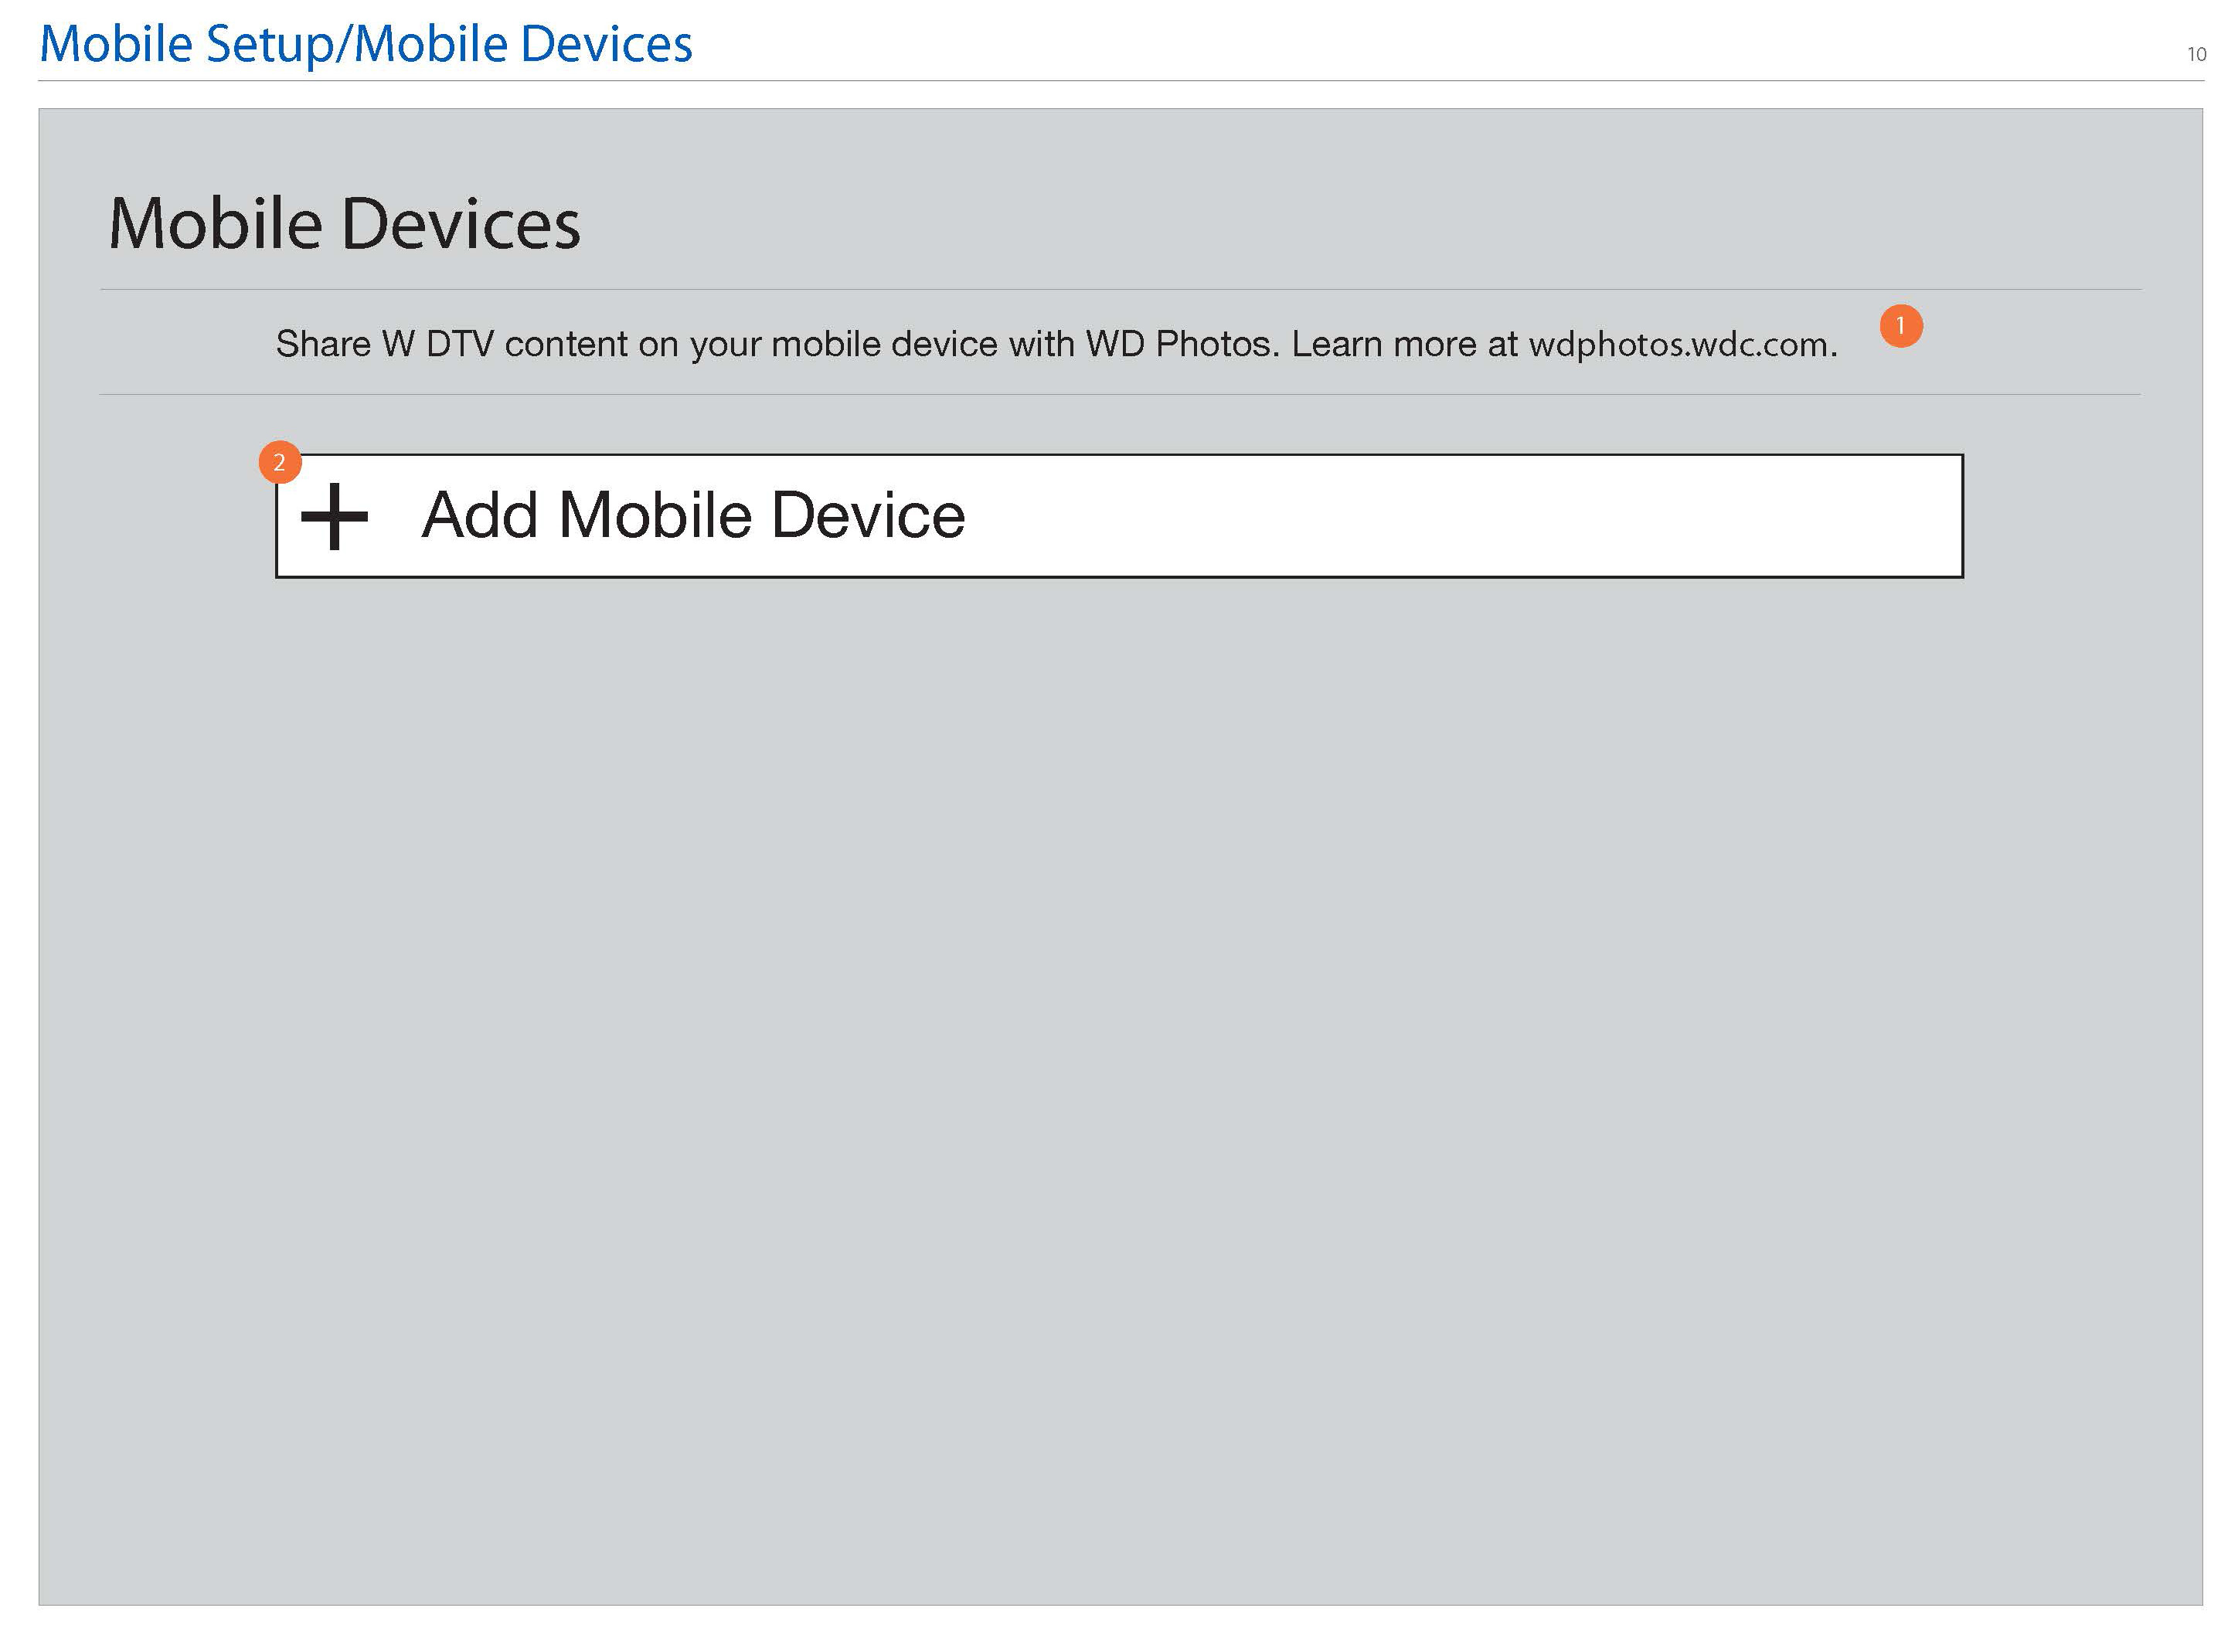 Mobile Setup/Mobile Devices
10
Mobile Devices
Share W DTV content on your mobile device with WD Photos. Learn more at wdphotos.wdc.com.
1
2
+ Add Mobile Device